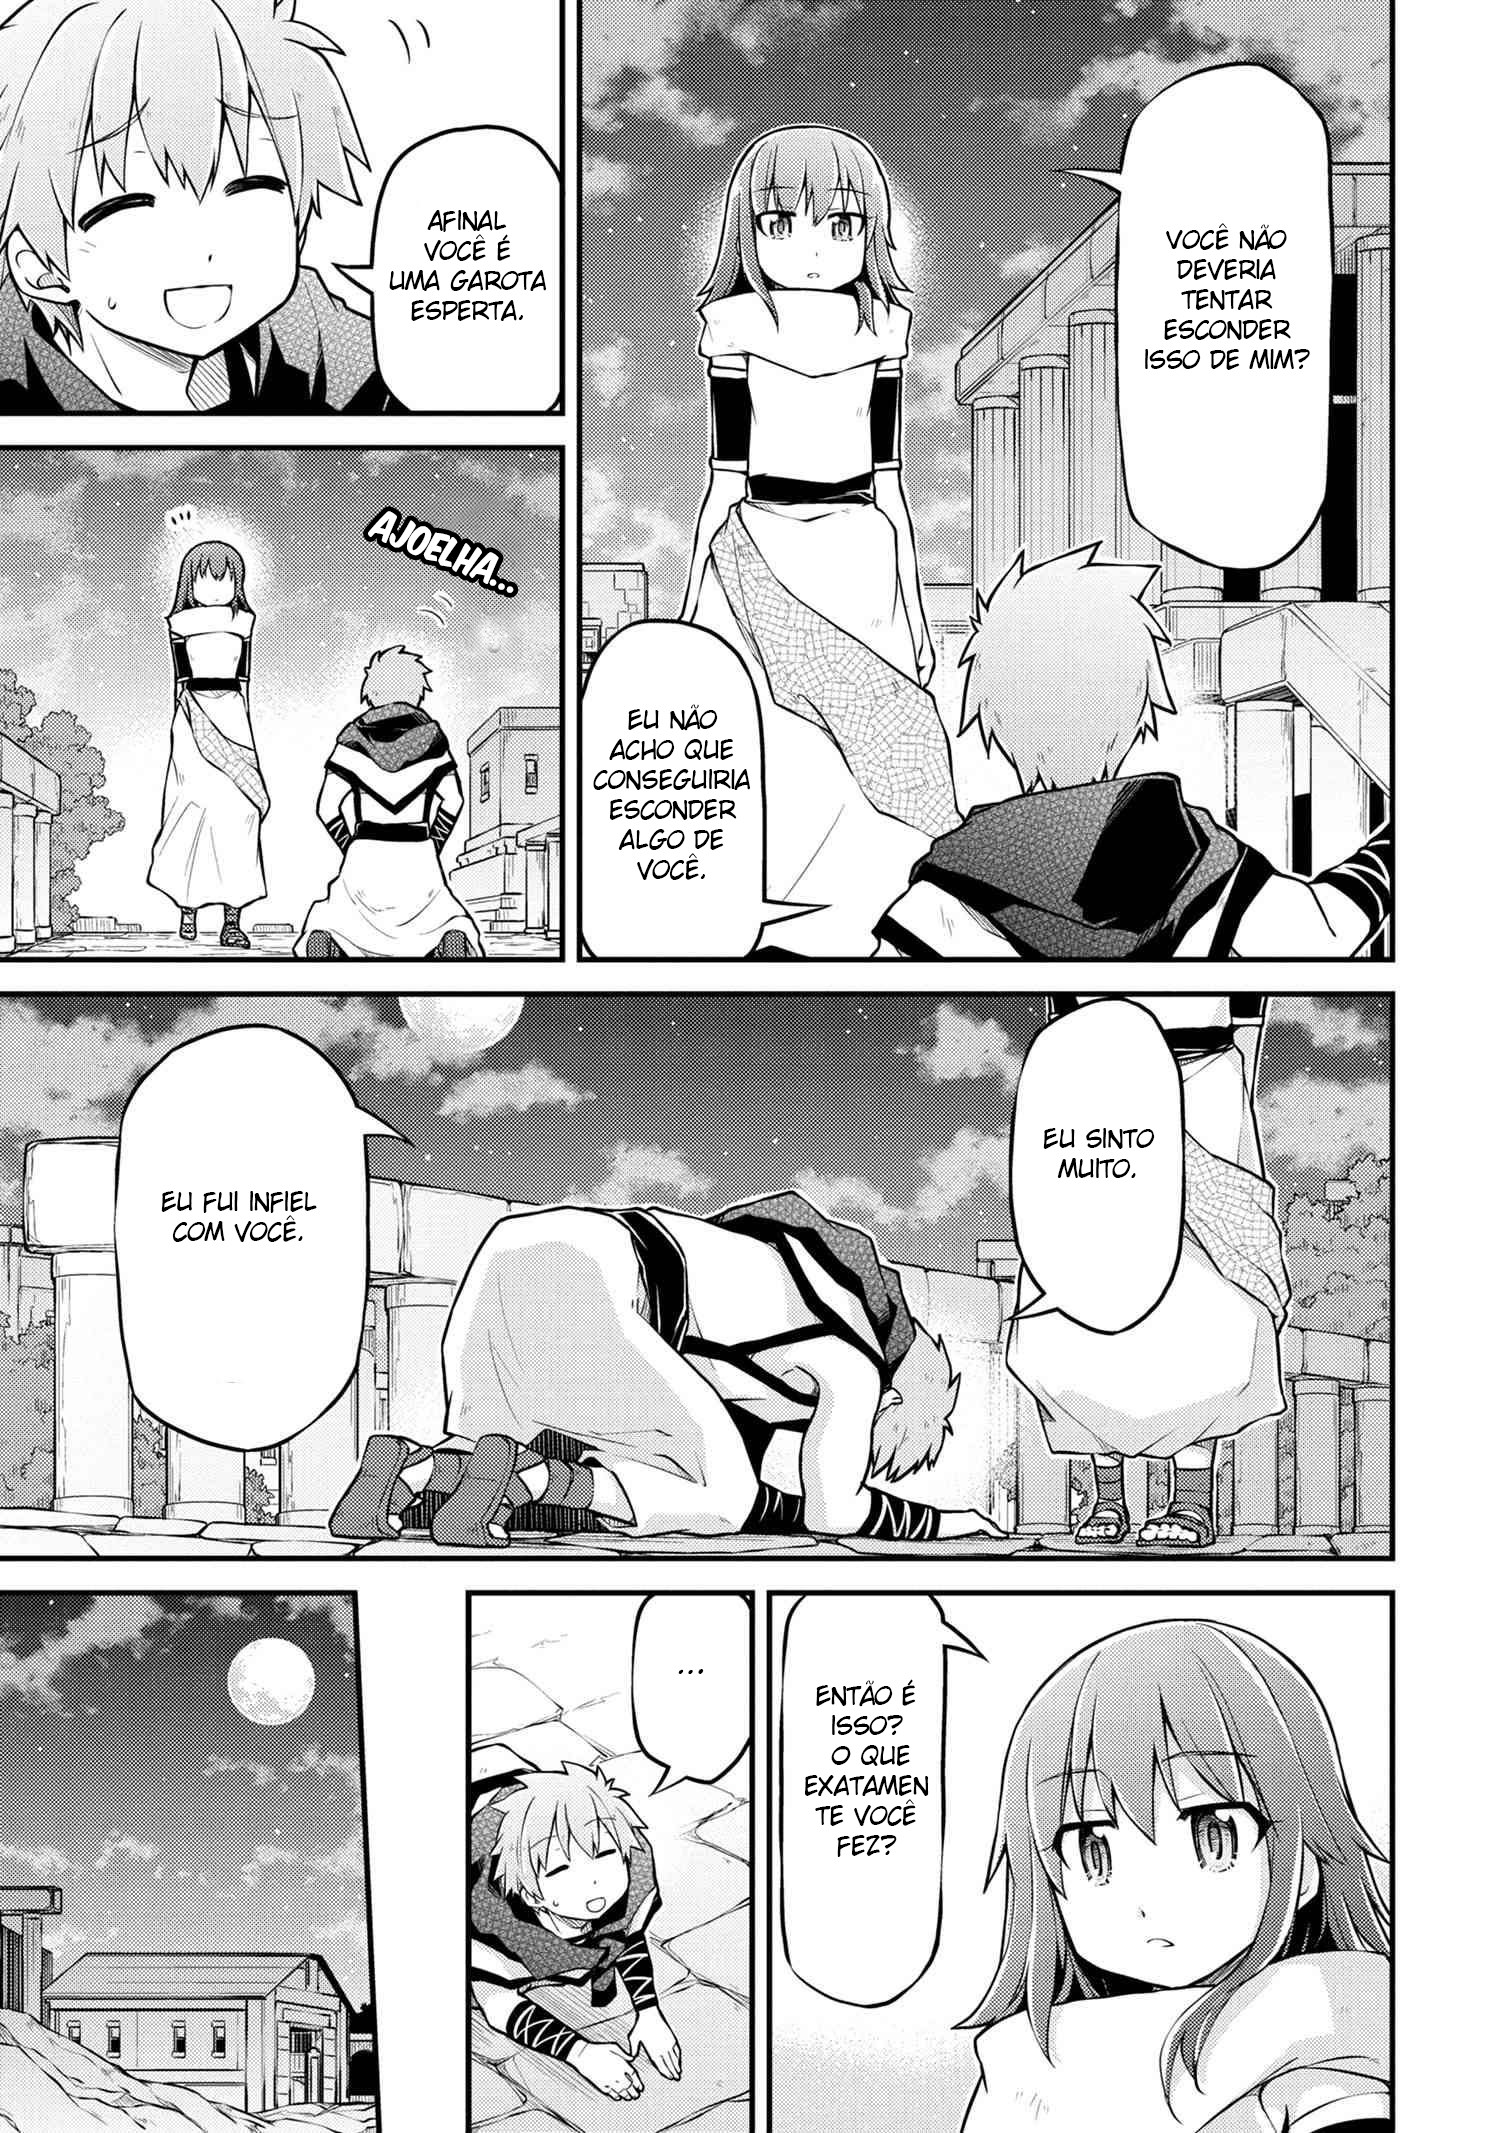 VOCÊ NÃO
DEVERIA
TENTAR
ESCONDER
ISSO DE MIM?
EU NÃO
ACHO QUE
CONSEGUIRIA
ESCONDER
ALGO DE
VOCÊ.
AFINAL
VOCÊ É
UMA GAROTA
ESPERTA.
AJOELHA...
EU SINTO
MUITO.
EU FUI INFIEL
COM VOCÊ.
ENTÃO É
ISSO?
O QUE
EXATAMEN
TE VOCÊ
FEZ?
...